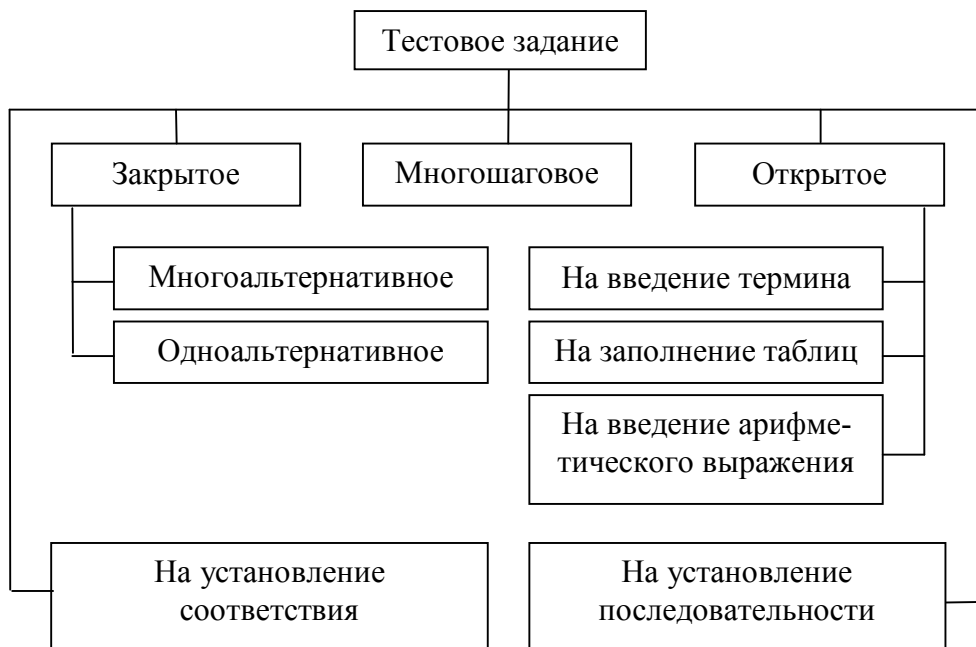 Тестовое задание
Закрытое
Многошаговое
Открытое
Многоальтернативное
Одноальтернативное
На введение термина
На заполнение таблиц
На введение арифме-
тического выражения
На установление
соответствия
На установление
последовательности